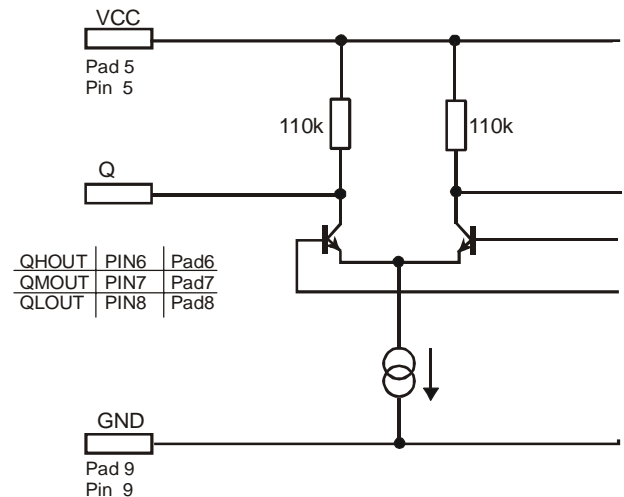 VCC
Pad 5
Pin 5
110k
110k
Q
QHOUT PIN6 Pad6
QMOUT PIN7 Pad7
QLOUT PIN8 Pad8
GND
Pad 9
Pin 9